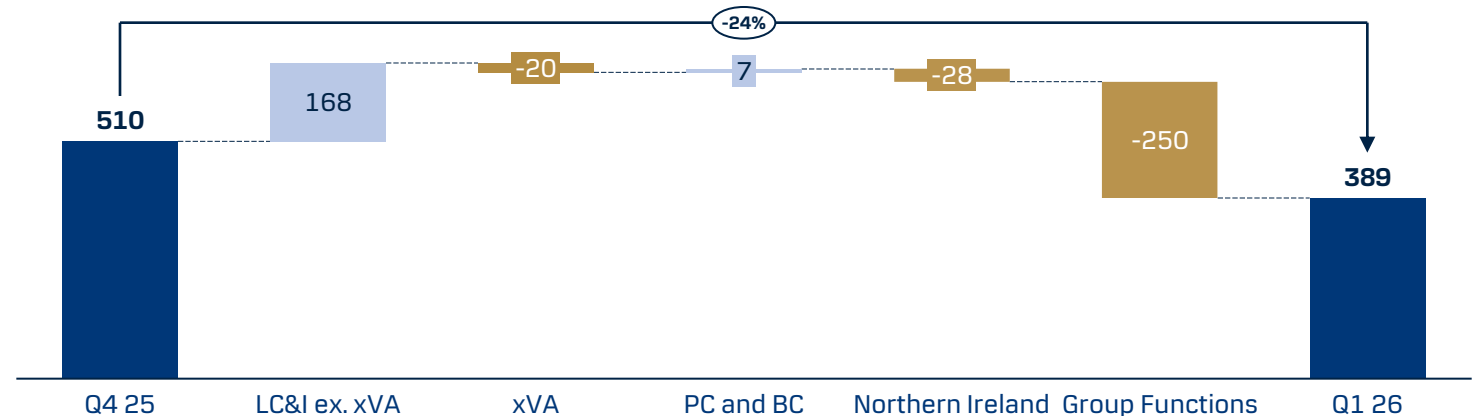 -24%
510
168
-20
7
-28
-250
389
Q4 25
LC&I ex. xVA
xVA
PC and BC
Northern Ireland
Group Functions
Q1 26